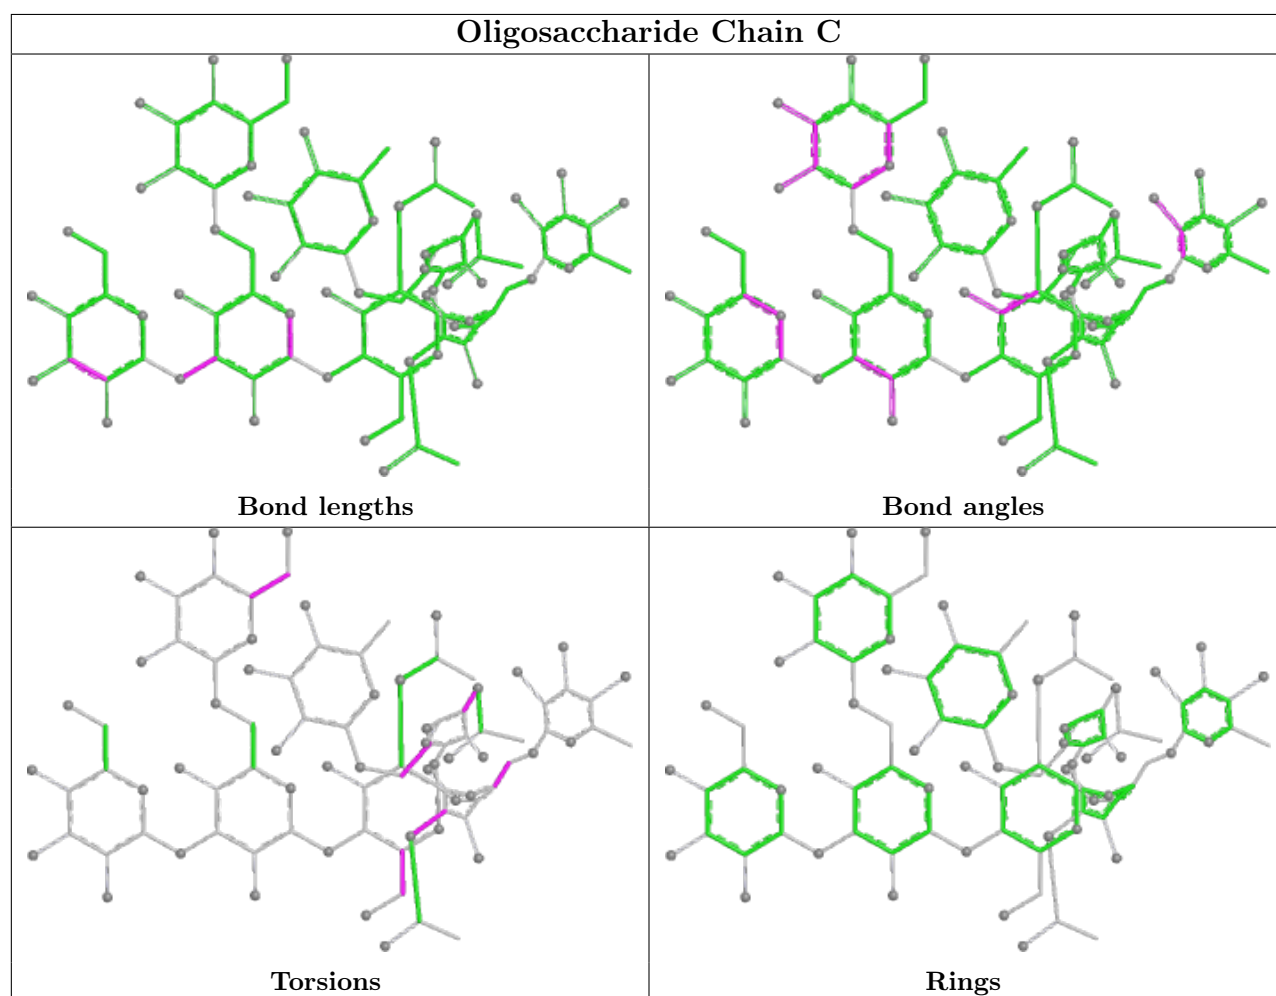 Oligosaccharide Chain C
Bond lengths
Bond angles
Torsions
Rings